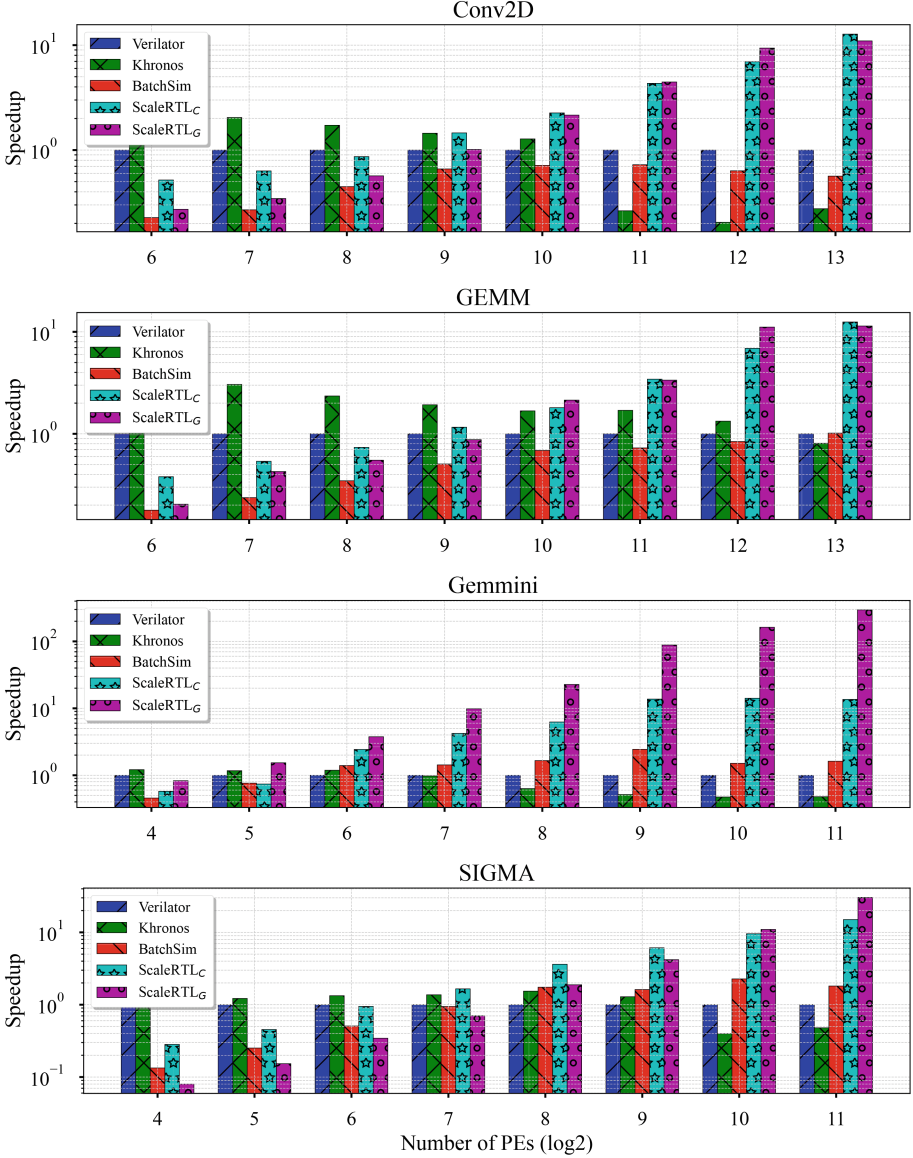 Conv2D
Speedup
10^1
10^0
Verilator
Khronos
BatchSim
ScaleRTL_C
ScaleRTL_G
6 7 8 9 10 11 12 13
GEMM
Speedup
10^1
10^0
Verilator
Khronos
BatchSim
ScaleRTL_C
ScaleRTL_G
6 7 8 9 10 11 12 13
Gemmini
Speedup
10^2
10^1
10^0
Verilator
Khronos
BatchSim
ScaleRTL_C
ScaleRTL_G
4 5 6 7 8 9 10 11
SIGMA
Speedup
10^1
10^0
10^−1
Verilator
Khronos
BatchSim
ScaleRTL_C
ScaleRTL_G
4 5 6 7 8 9 10 11
Number of PEs (log2)